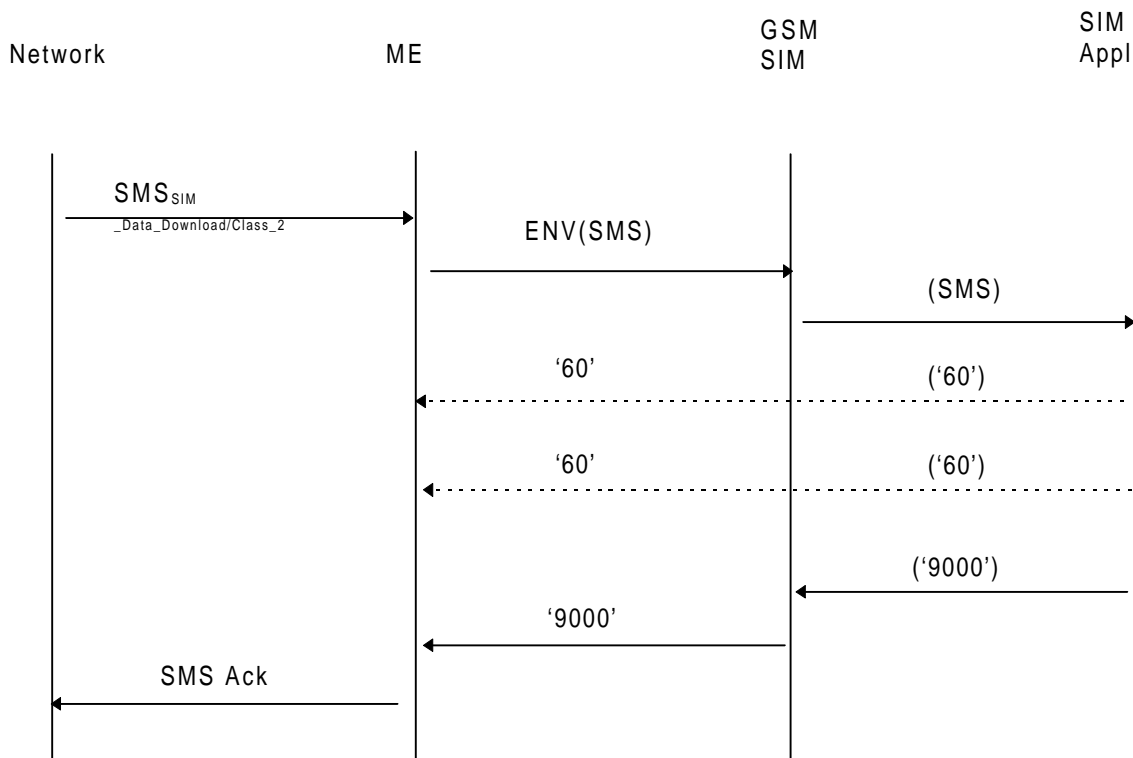 Network
ME
GSM
SIM
SIM
Appl
SMSSIM
_Data_Download/Class_2
ENV(SMS)
(SMS)
‘60’
(‘60’)
‘60’
(‘60’)
(‘9000’)
‘9000’
SMS Ack